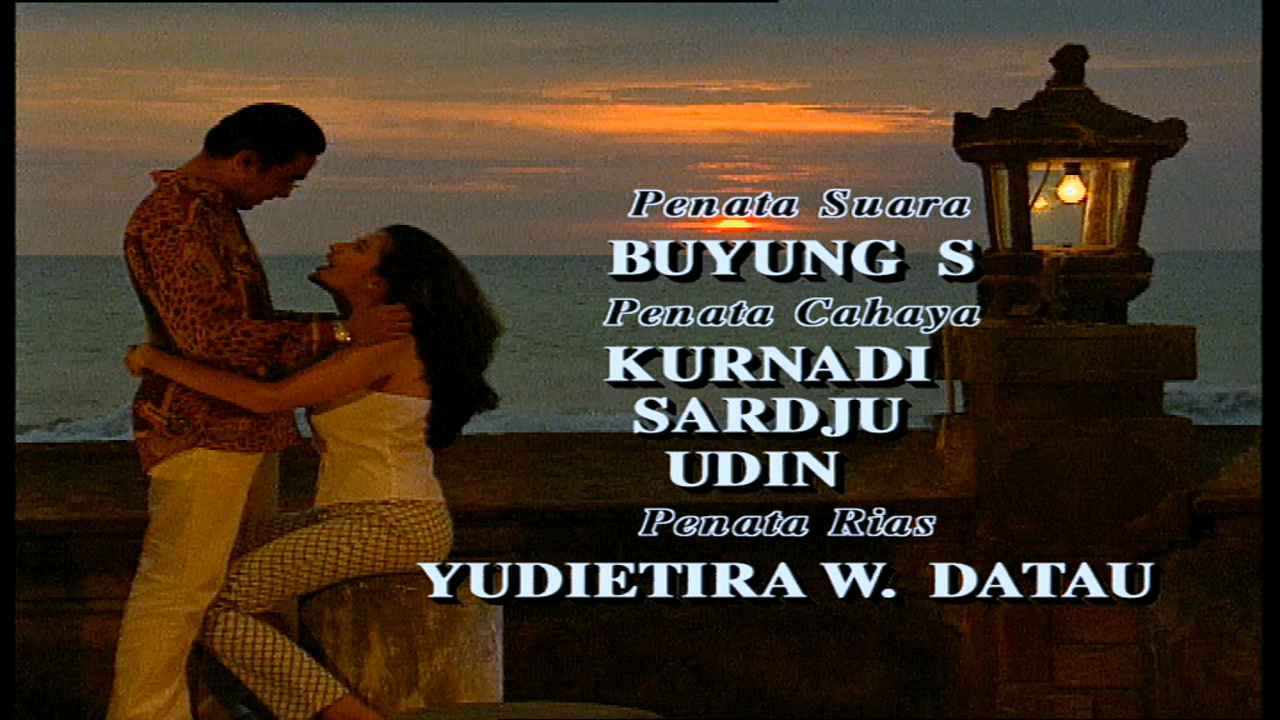 Penata Suara
BUYUNG S
Penata Cahaya
KURNADI
SARDJU
UDIN
Penata Rias
YUDIETIRA W. DATAU